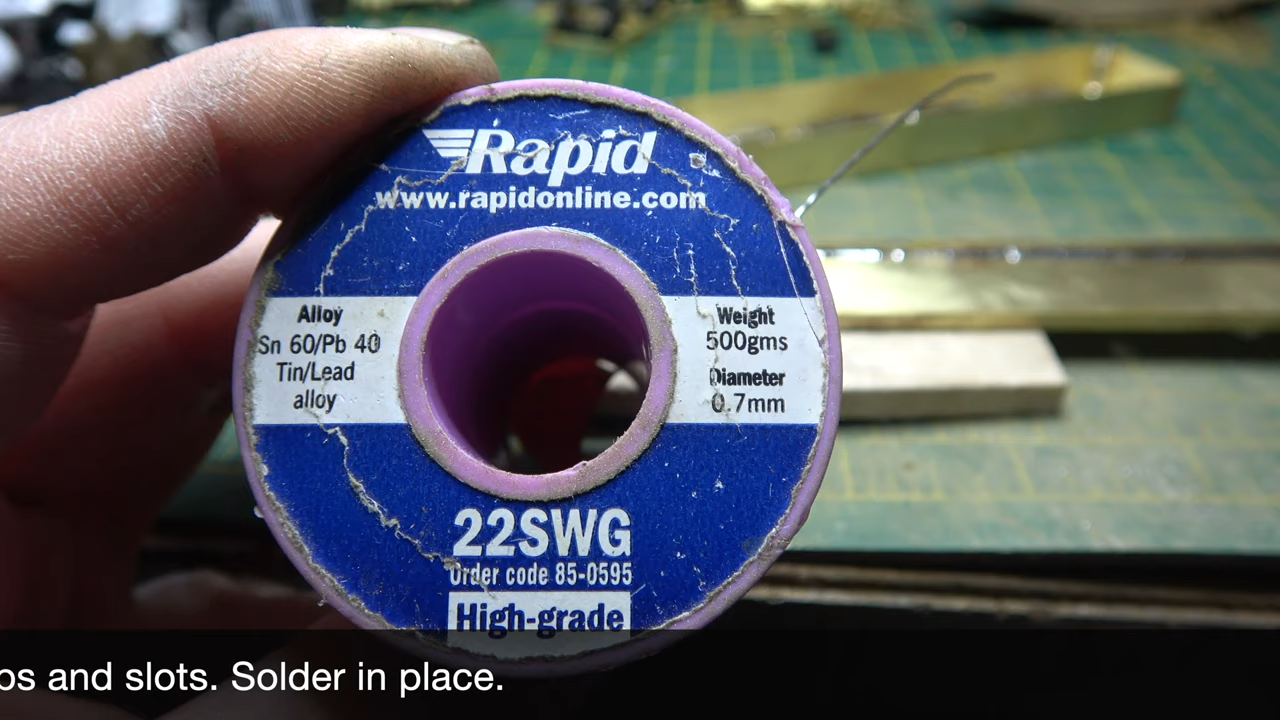 Rapid
www.rapidonline.com
Alloy
Sn 60/Pb 40
Tin/Lead
alloy
Weight
500gms
Diameter
0.7mm
22SWG
Order code 85-0595
High-grade
and slots. Solder in place.